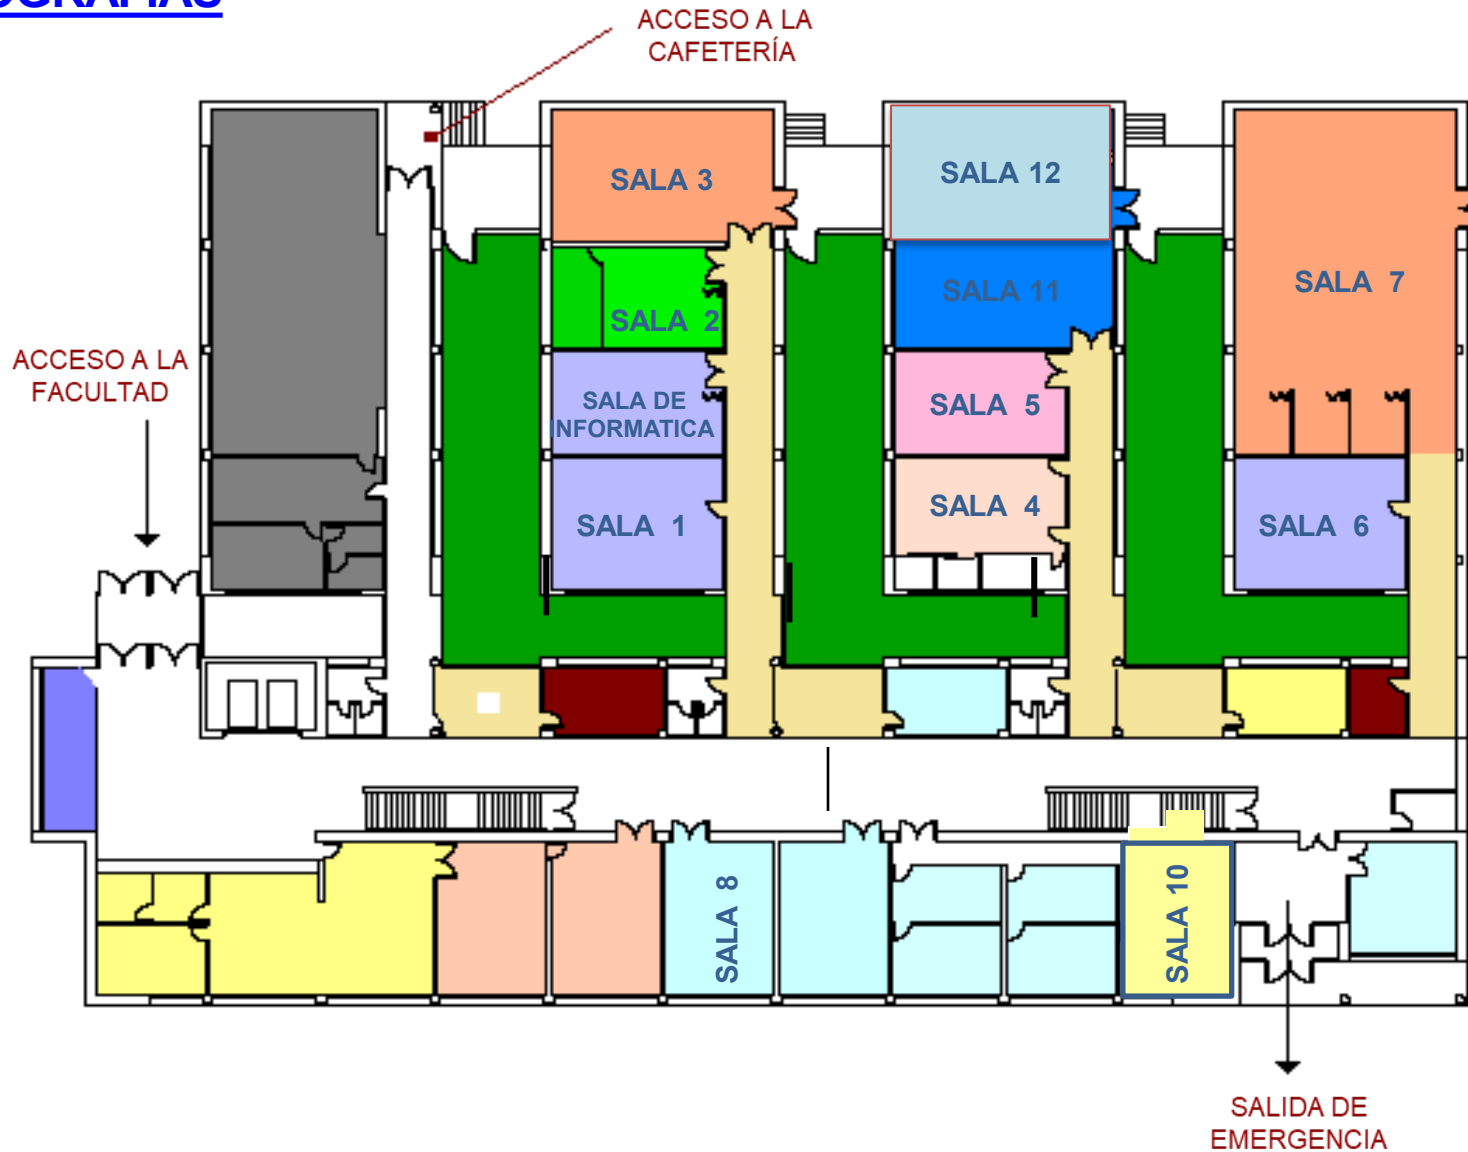 ACCESO A LA
CAFETERÍA
SALA 3
SALA 12
SALA 7
SALA 11
SALA 2
ACCESO A LA
FACULTAD
SALA DE
INFORMATICA
SALA 5
SALA 4
SALA 1
SALA 6
SALA 8
SALA 10
SALIDA DE
EMERGENCIA